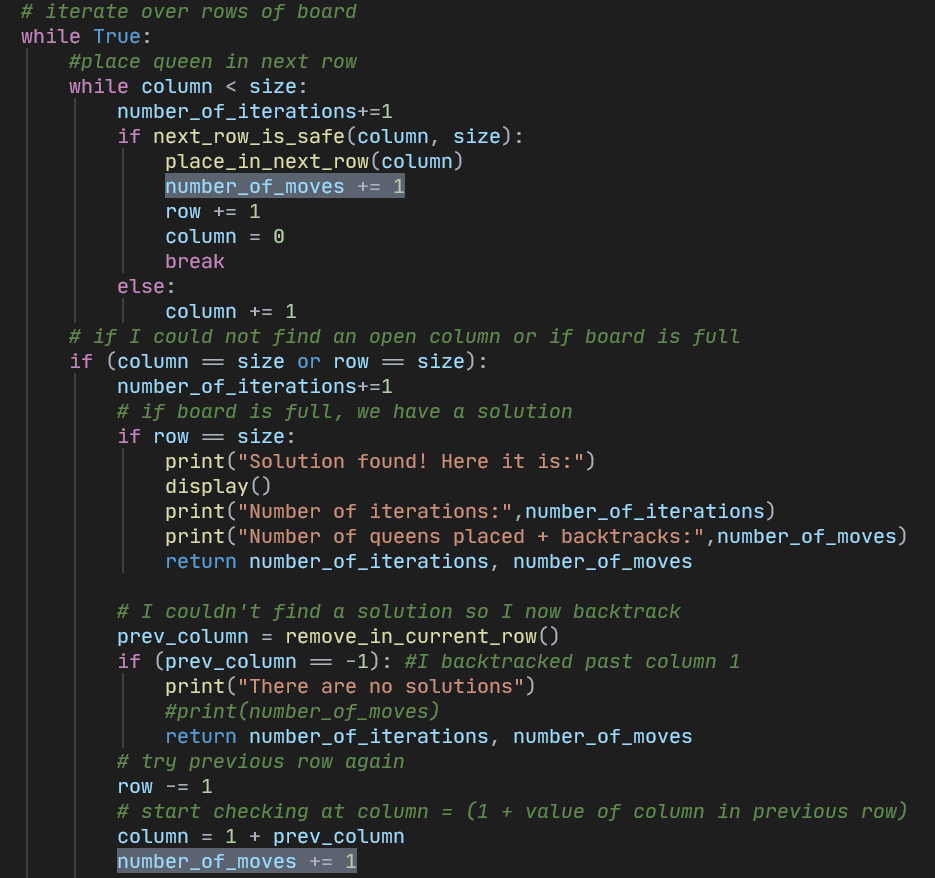 # iterate over rows of board
while True:
    #place queen in next row
    while column < size:
        number_of_iterations+=1
        if next_row_is_safe(column, size):
            place_in_next_row(column)
            number_of_moves += 1
            row += 1
            column = 0
            break
        else:
            column += 1
    # if I could not find an open column or if board is full
    if (column == size or row == size):
        number_of_iterations+=1
        # if board is full, we have a solution
        if row == size:
            print("Solution found! Here it is:")
            display()
            print("Number of iterations:",number_of_iterations)
            print("Number of queens placed + backtracks:",number_of_moves)
            return number_of_iterations, number_of_moves

        # I couldn't find a solution so I now backtrack
        prev_column = remove_in_current_row()
        if (prev_column == -1): #I backtracked past column 1
            print("There are no solutions")
            #print(number_of_moves)
            return number_of_iterations, number_of_moves
        # try previous row again
        row -= 1
        # start checking at column = (1 + value of column in previous row)
        column = 1 + prev_column
        number_of_moves += 1